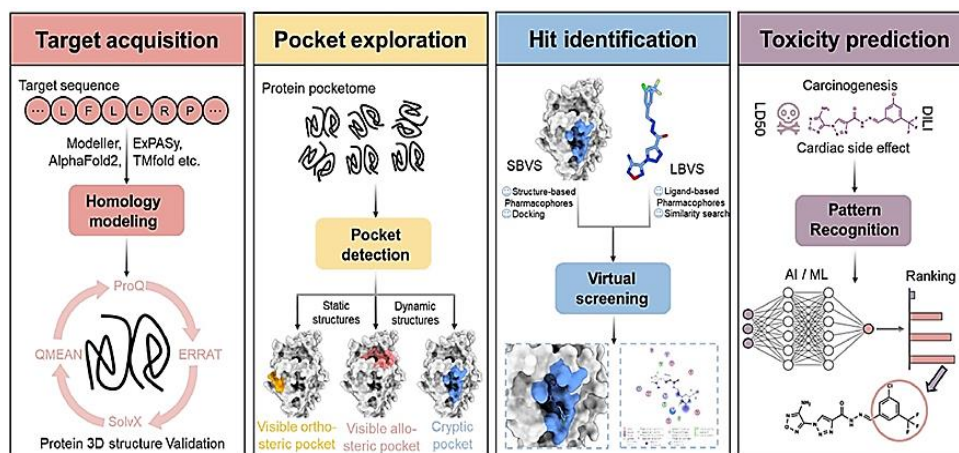 Target acquisition
Target sequence
... L F L L R P ...
Modeller, ExPASy,
AlphaFold2, TMfold etc.
Homology
modeling
ProQ
QMEAN
ERRAT
SolvX
Protein 3D structure Validation
Pocket exploration
Protein pocketome
Pocket
detection
Static
structures
Dynamic
structures
Visible ortho-
steric pocket
Visible allo-
steric pocket
Cryptic
pocket
Hit identification
SBVS
LBVS
Structure-based
Pharmacophores
Docking
Ligand-based
Pharmacophores
Similarity search
Virtual
screening
Toxicity prediction
Carcinogenesis
LD50
DILI
Cardiac side effect
Pattern
Recognition
AI / ML
Ranking